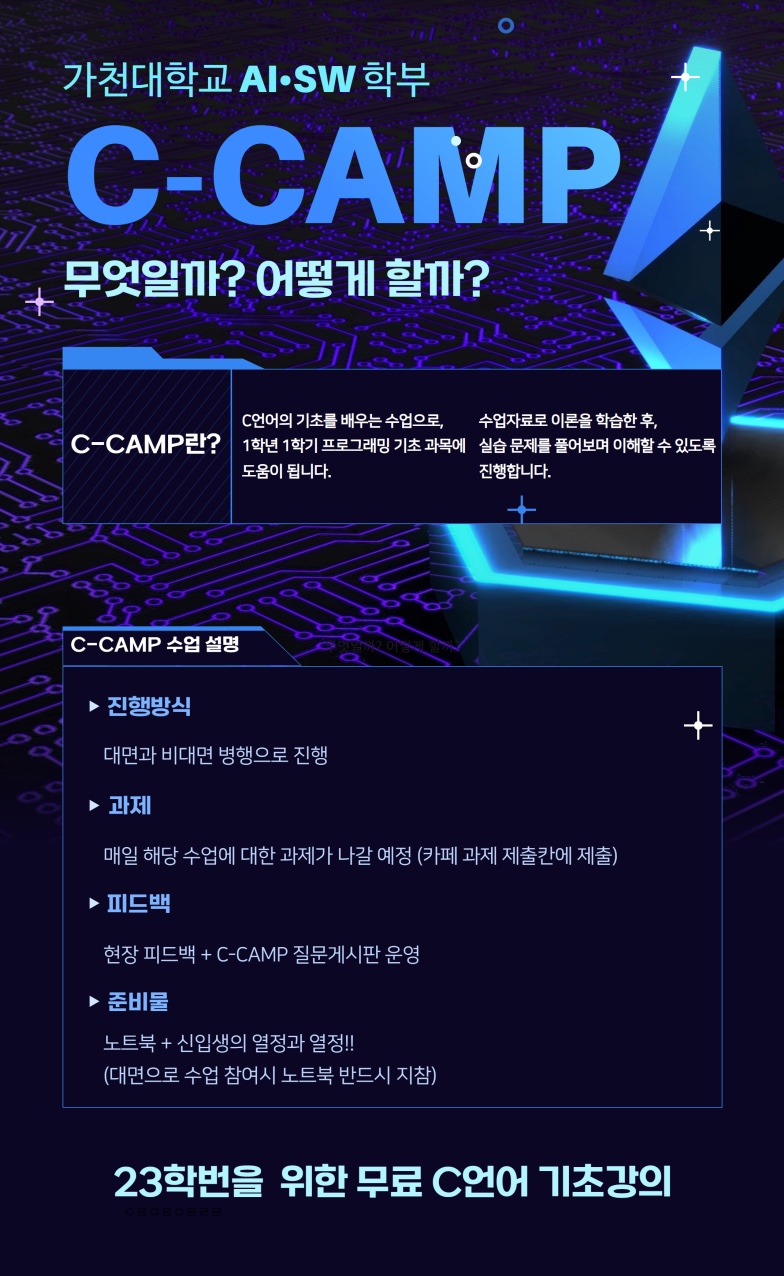 가천대학교 AI•SW 학부
C-CAMP
무엇일까? 어떻게 할까?
C-CAMP란?
C언어의 기초를 배우는 수업으로,
1학년 1학기 프로그래밍 기초 과목에
도움이 됩니다.
수업자료로 이론을 학습한 후,
실습 문제를 풀어보며 이해할 수 있도록
진행합니다.
C-CAMP 수업 설명
무엇일까? 어떻게 할까?
▶ 진행방식
대면과 비대면 병행으로 진행
▶ 과제
매일 해당 수업에 대한 과제가 나갈 예정 (카페 과제 제출칸에 제출)
▶ 피드백
현장 피드백 + C-CAMP 질문게시판 운영
▶ 준비물
노트북 + 신입생의 열정과 열정!!
(대면으로 수업 참여시 노트북 반드시 지참)
23학번을 위한 무료 C언어 기초강의